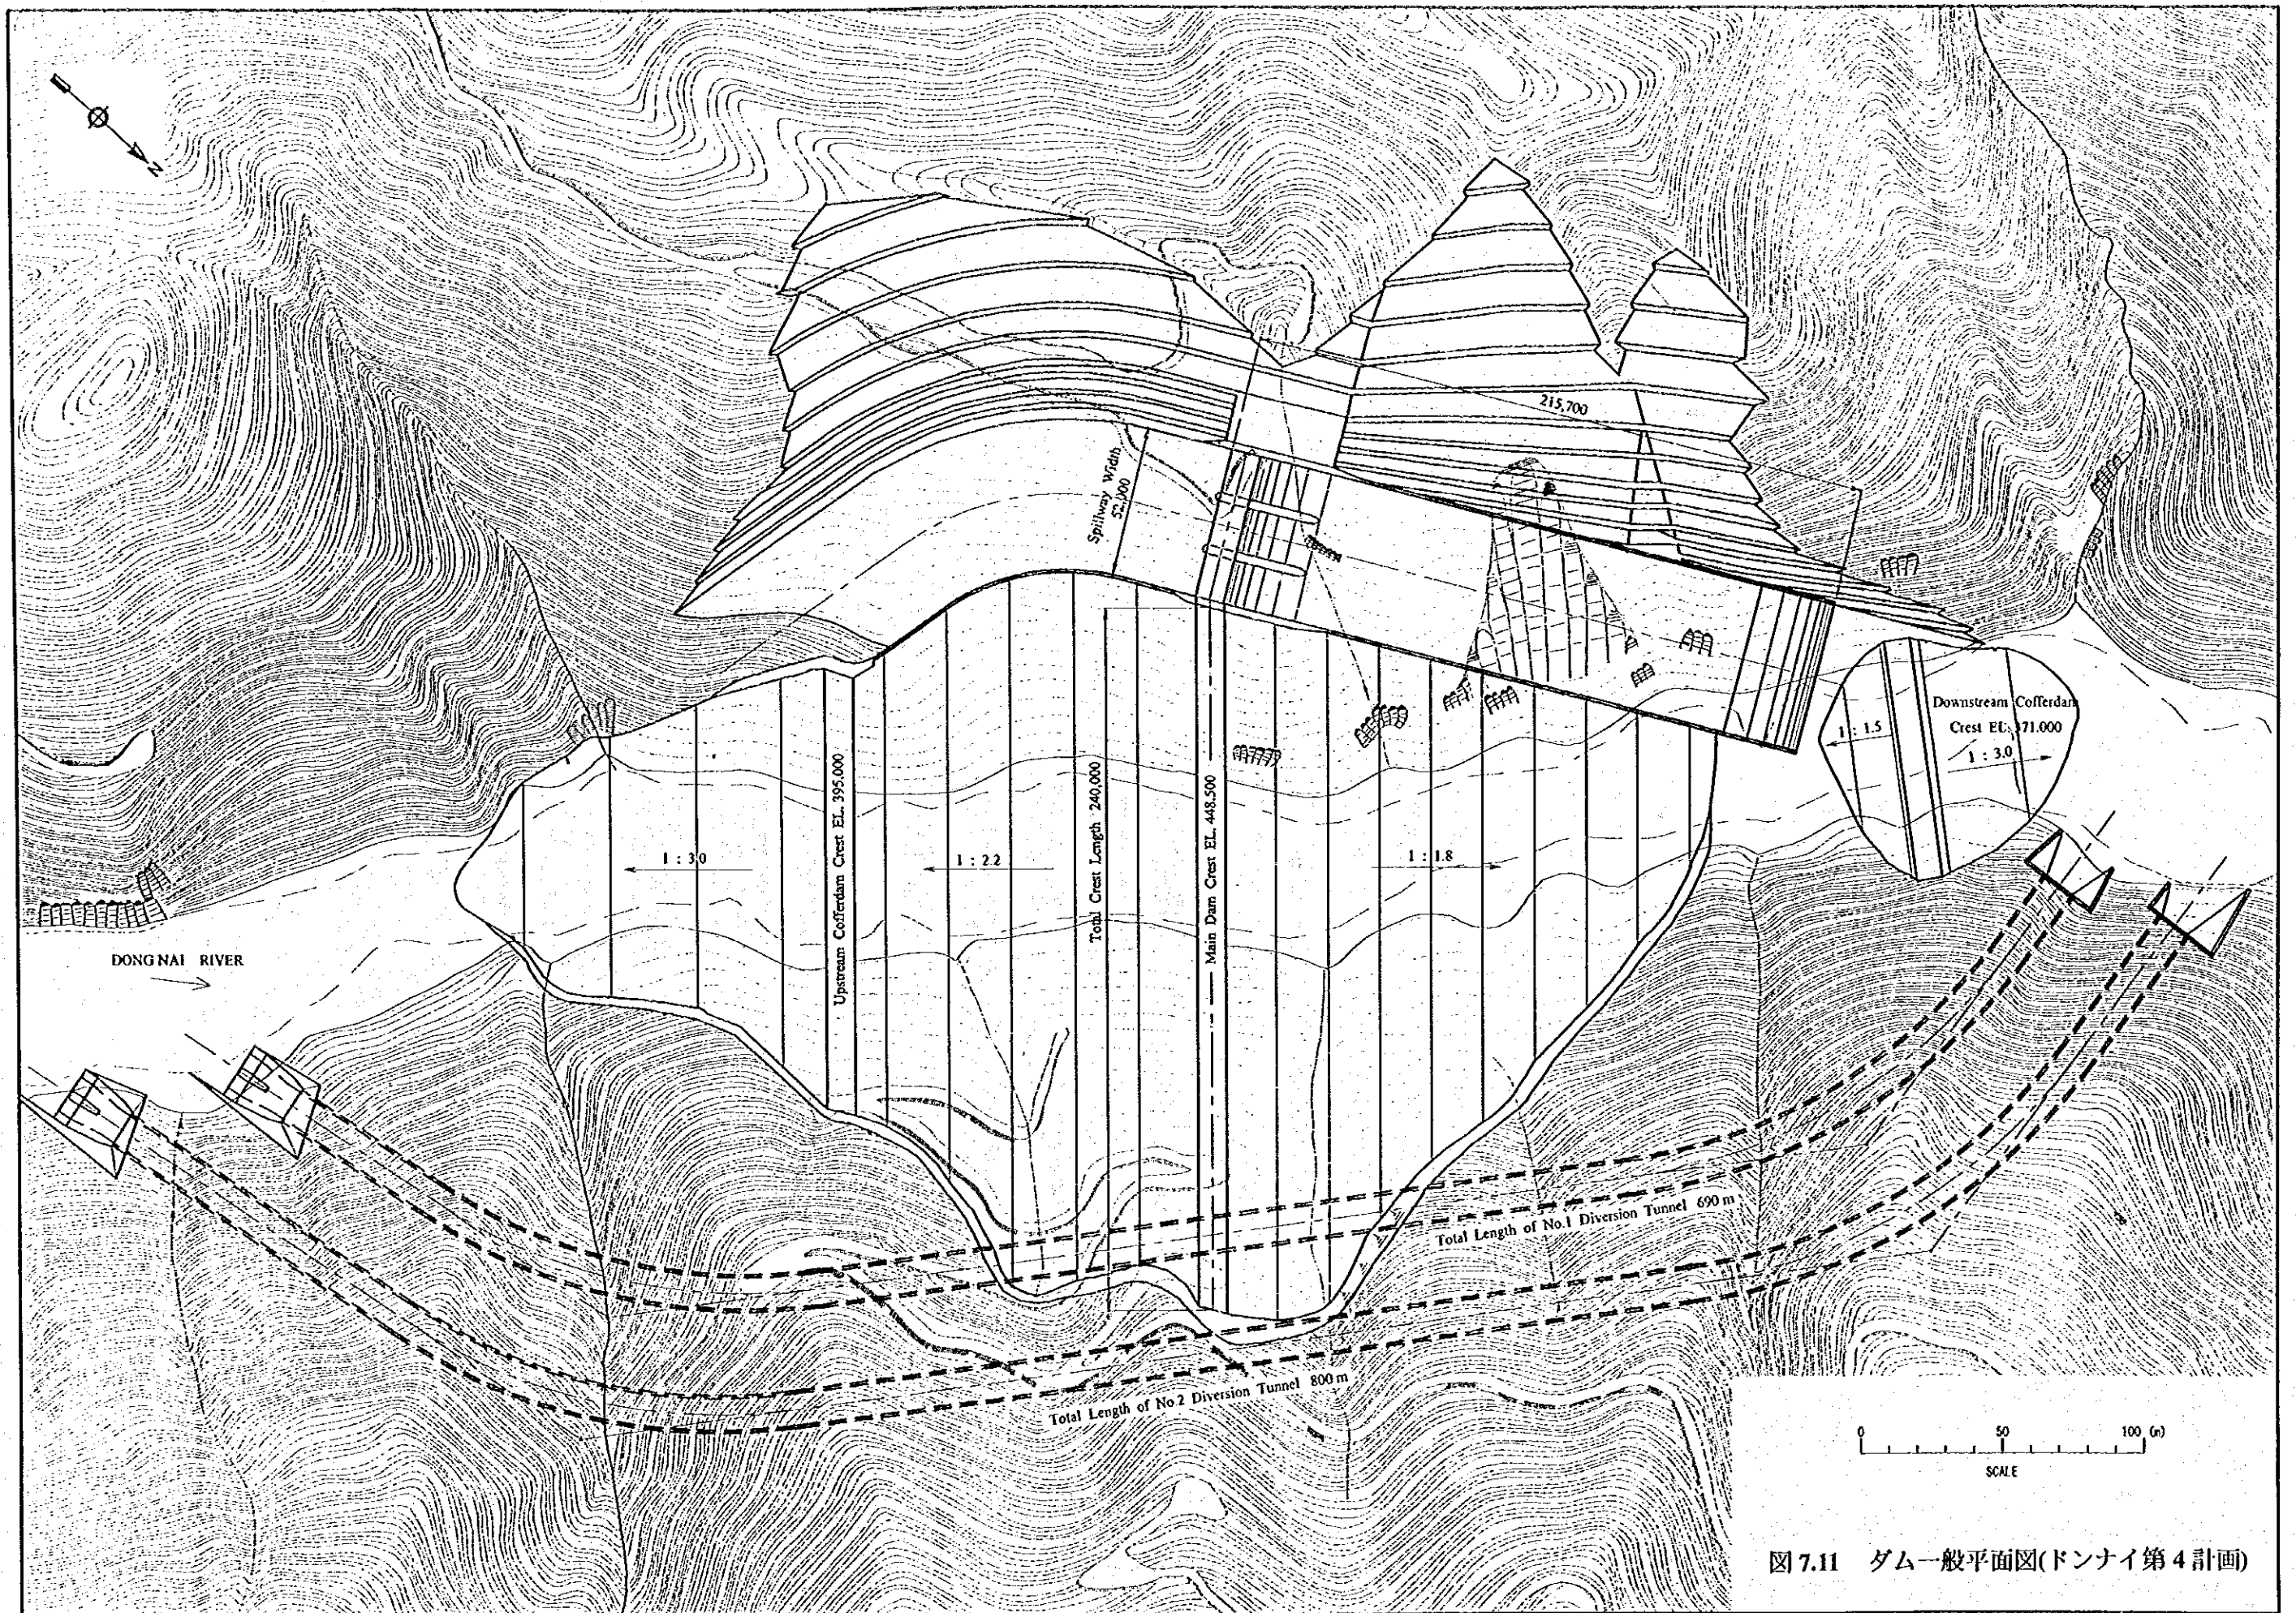 N
215,700
Spillway Width
52,000
Downstream Cofferdam
Crest EL. 371.000
1 : 1.5
1 : 3.0
Upstream Cofferdam Crest EL. 395.000
Total Crest Length 240,000
Main Dam Crest EL. 448.500
1 : 3.0
1 : 2.2
1 : 1.8
DONG NAI RIVER
Total Length of No.1 Diversion Tunnel 690 m
Total Length of No.2 Diversion Tunnel 800 m
0 50 100 (m)
SCALE
図 7.11 ダム一般平面図(ドンナイ第 4 計画)